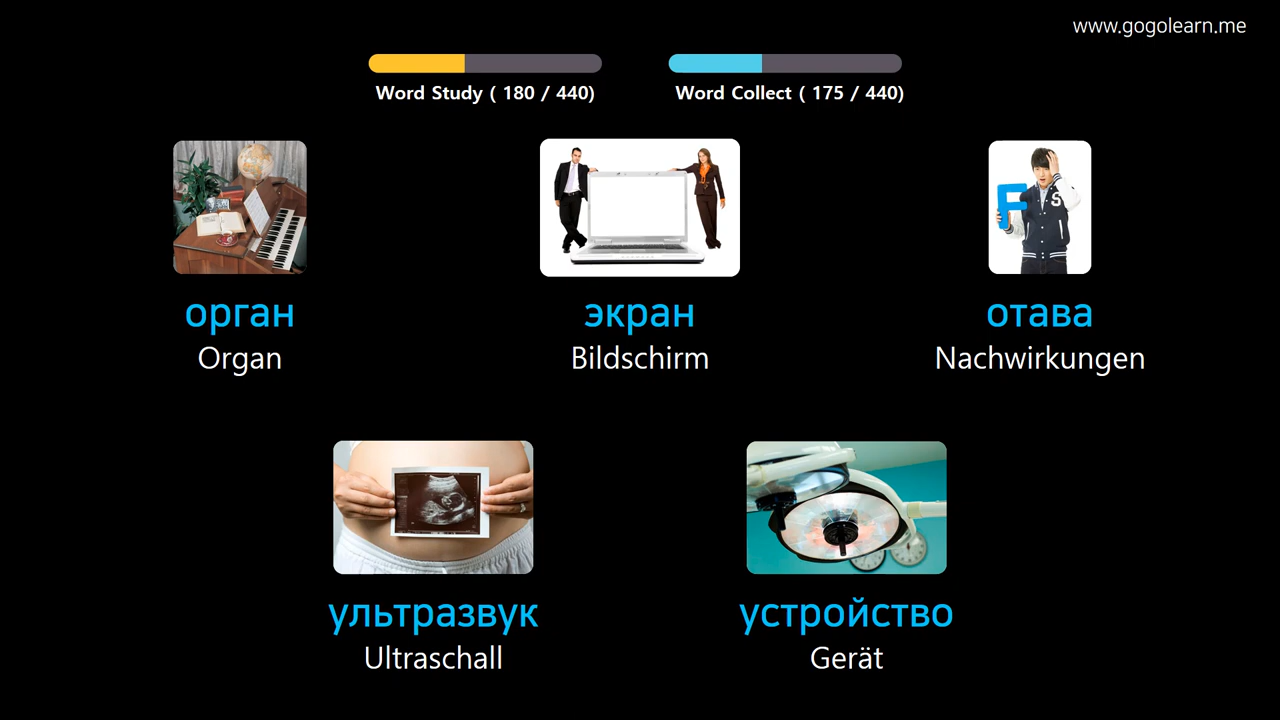 www.gogolearn.me
Word Study ( 180 / 440)
Word Collect ( 175 / 440)
F
S
орган
экран
отава
Organ
Bildschirm
Nachwirkungen
ультразвук
устройство
Ultraschall
Gerät